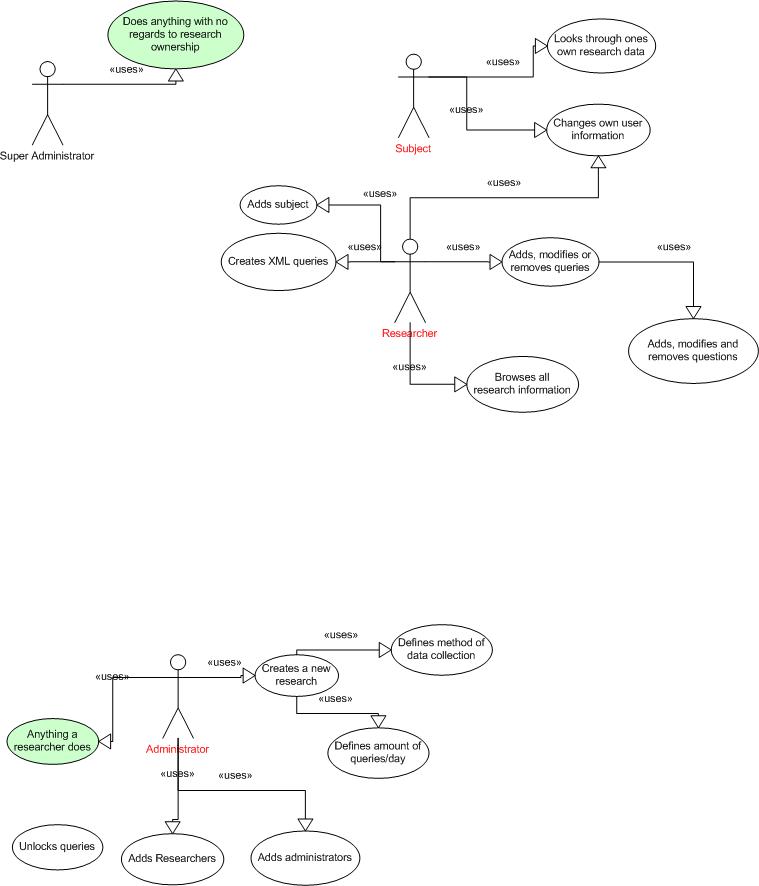 Does anything with no
regards to research
ownership
«uses»
Super Administrator
Looks through ones
own research data
«uses»
«uses»
Changes own user
information
Subject
«uses»
«uses»
Adds subject
«uses»
Creates XML queries
«uses»
Adds, modifies or
removes queries
«uses»
Researcher
Adds, modifies and
removes questions
«uses»
Browses all
research information
«uses»
Defines method of
data collection
«uses»
Creates a new
research
«uses»
«uses»
Anything a
researcher does
Administrator
Defines amount of
queries/day
«uses»
«uses»
Unlocks queries
Adds Researchers
Adds administrators